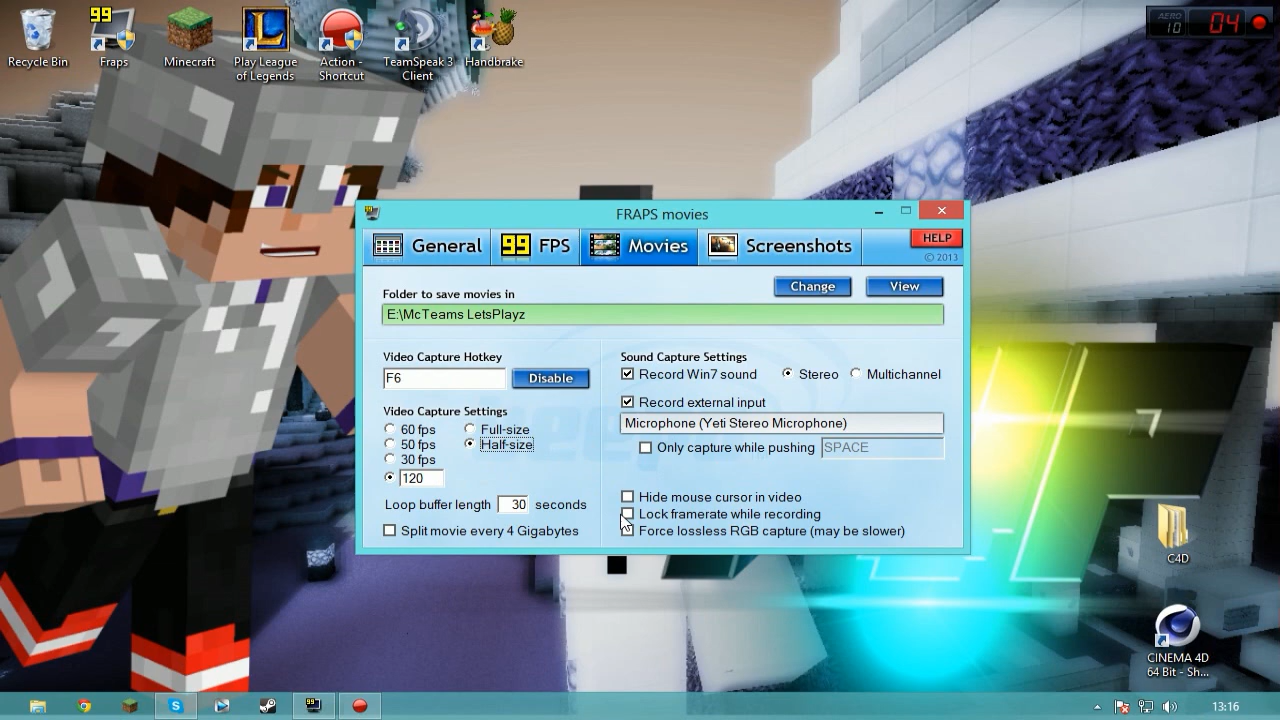 99
Recycle Bin
Fraps
Minecraft
Play League
of Legends
Action -
Shortcut
TeamSpeak 3
Client
Handbrake
AERO
10
04
99
FRAPS movies
General
99 FPS
Movies
Screenshots
HELP
© 2013
Folder to save movies in
Change
View
E:\McTeams LetsPlayz
Video Capture Hotkey
F6
Disable
Video Capture Settings
60 fps
Full-size
50 fps
Half-size
30 fps
120
Loop buffer length 30 seconds
Split movie every 4 Gigabytes
Sound Capture Settings
Record Win7 sound
Stereo
Multichannel
Record external input
Microphone (Yeti Stereo Microphone)
Only capture while pushing SPACE
Hide mouse cursor in video
Lock framerate while recording
Force lossless RGB capture (may be slower)
C4D
CINEMA 4D
64 Bit - Sh...
99
13:16